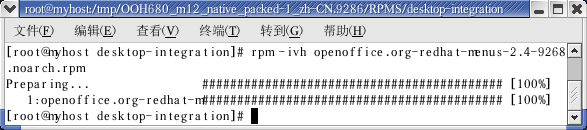 root@myhost/tmp/OOH680_m12_native_packed-1_zh-CN.9286/RPMS/desktop-integration
文件(F) 编辑(E) 查看(V) 终端(T) 转到(G) 帮助(H)
[root@myhost desktop-integration]# rpm -ivh openoffice.org-redhat-menus-2.4-9268
.noarch.rpm
Preparing... ########################################### [100%]
1:openoffice.org-redhat-m########################################### [100%]
[root@myhost desktop-integration]#